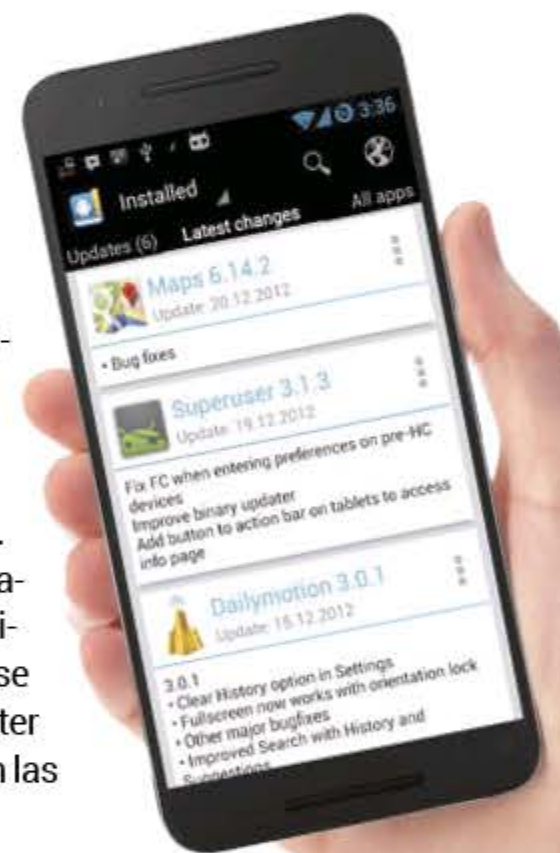 3:36
Installed
Updates (6) Latest changes All apps
Maps 6.14.2
Update: 20.12.2012
• Bug fixes
Superuser 3.1.3
Update: 19.12.2012
Fix FC when entering preferences on pre-HC
devices
Improve binary updater
Add button to action bar on tablets to access
info page
Dailymotion 3.0.1
Update: 15.12.2012
3.0.1
• Clear History option in Settings
• Fullscreen now works with orientation lock
• Other major bugfixes
• Improved Search with History and
Suggestions
-
.
a-
i-
se
ter
n las